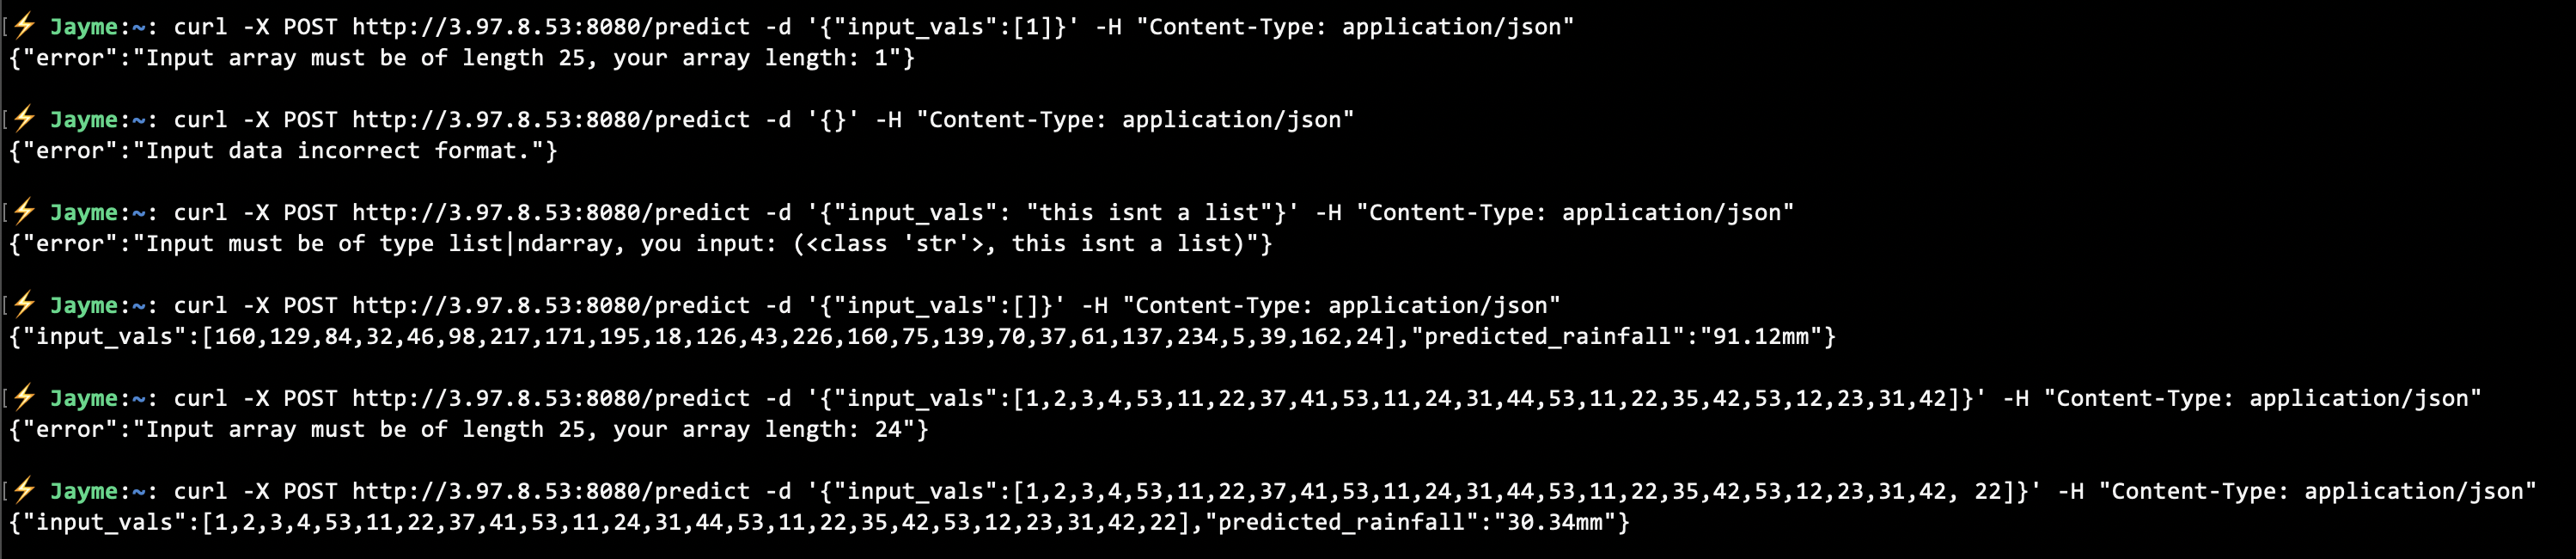 ⚡ Jayme:~: curl -X POST http://3.97.8.53:8080/predict -d '{"input_vals":[1]}' -H "Content-Type: application/json"
{"error":"Input array must be of length 25, your array length: 1"}
⚡ Jayme:~: curl -X POST http://3.97.8.53:8080/predict -d '{}' -H "Content-Type: application/json"
{"error":"Input data incorrect format."}
⚡ Jayme:~: curl -X POST http://3.97.8.53:8080/predict -d '{"input_vals": "this isnt a list"}' -H "Content-Type: application/json"
{"error":"Input must be of type list|ndarray, you input: (<class 'str'>, this isnt a list)"}
⚡ Jayme:~: curl -X POST http://3.97.8.53:8080/predict -d '{"input_vals":[]}' -H "Content-Type: application/json"
{"input_vals":[160,129,84,32,46,98,217,171,195,18,126,43,226,160,75,139,70,37,61,137,234,5,39,162,24],"predicted_rainfall":"91.12mm"}
⚡ Jayme:~: curl -X POST http://3.97.8.53:8080/predict -d '{"input_vals":[1,2,3,4,53,11,22,37,41,53,11,24,31,44,53,11,22,35,42,53,12,23,31,42]}' -H "Content-Type: application/json"
{"error":"Input array must be of length 25, your array length: 24"}
⚡ Jayme:~: curl -X POST http://3.97.8.53:8080/predict -d '{"input_vals":[1,2,3,4,53,11,22,37,41,53,11,24,31,44,53,11,22,35,42,53,12,23,31,42, 22]}' -H "Content-Type: application/json"
{"input_vals":[1,2,3,4,53,11,22,37,41,53,11,24,31,44,53,11,22,35,42,53,12,23,31,42,22],"predicted_rainfall":"30.34mm"}